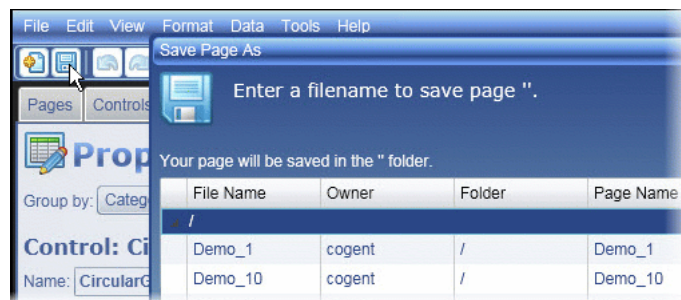 File Edit View Format Data Tools Help
Save Page As
Enter a filename to save page ''.
Pages Controls
Prop
Your page will be saved in the '' folder.
Group by: Categ
File Name Owner Folder Page Name
/
Control: Ci
Demo_1 cogent / Demo_1
Name: CircularG
Demo_10 cogent / Demo_10